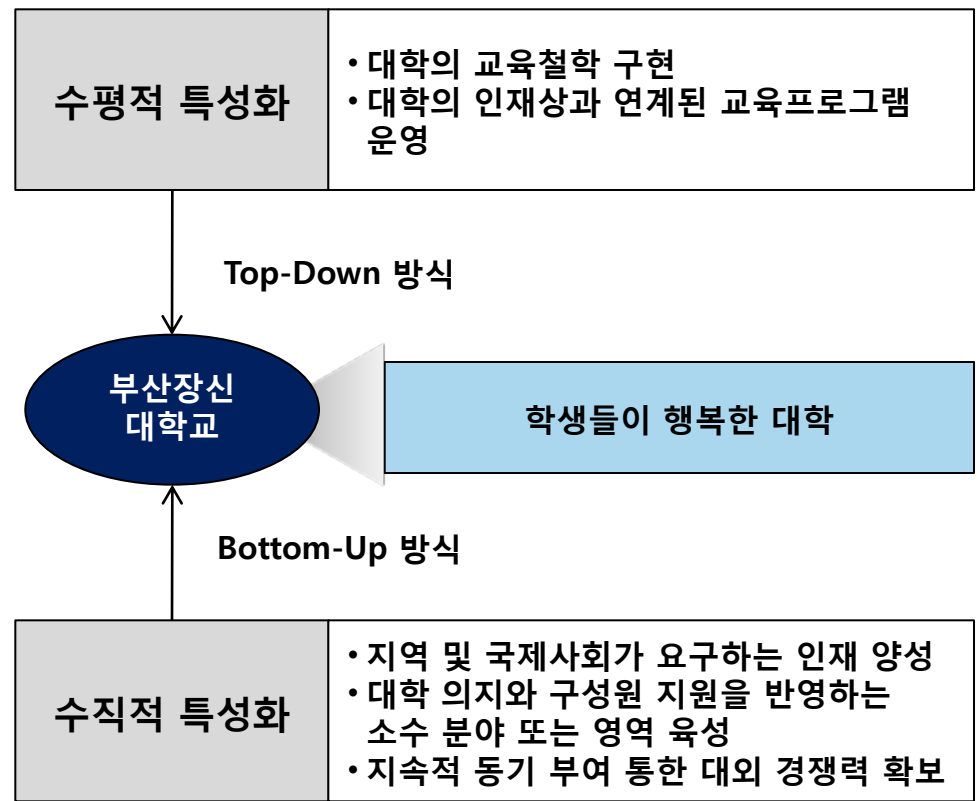 수평적 특성화
• 대학의 교육철학 구현
• 대학의 인재상과 연계된 교육프로그램
운영
Top-Down 방식
부산장신
대학교
학생들이 행복한 대학
Bottom-Up 방식
수직적 특성화
• 지역 및 국제사회가 요구하는 인재 양성
• 대학 의지와 구성원 지원을 반영하는
소수 분야 또는 영역 육성
• 지속적 동기 부여 통한 대외 경쟁력 확보